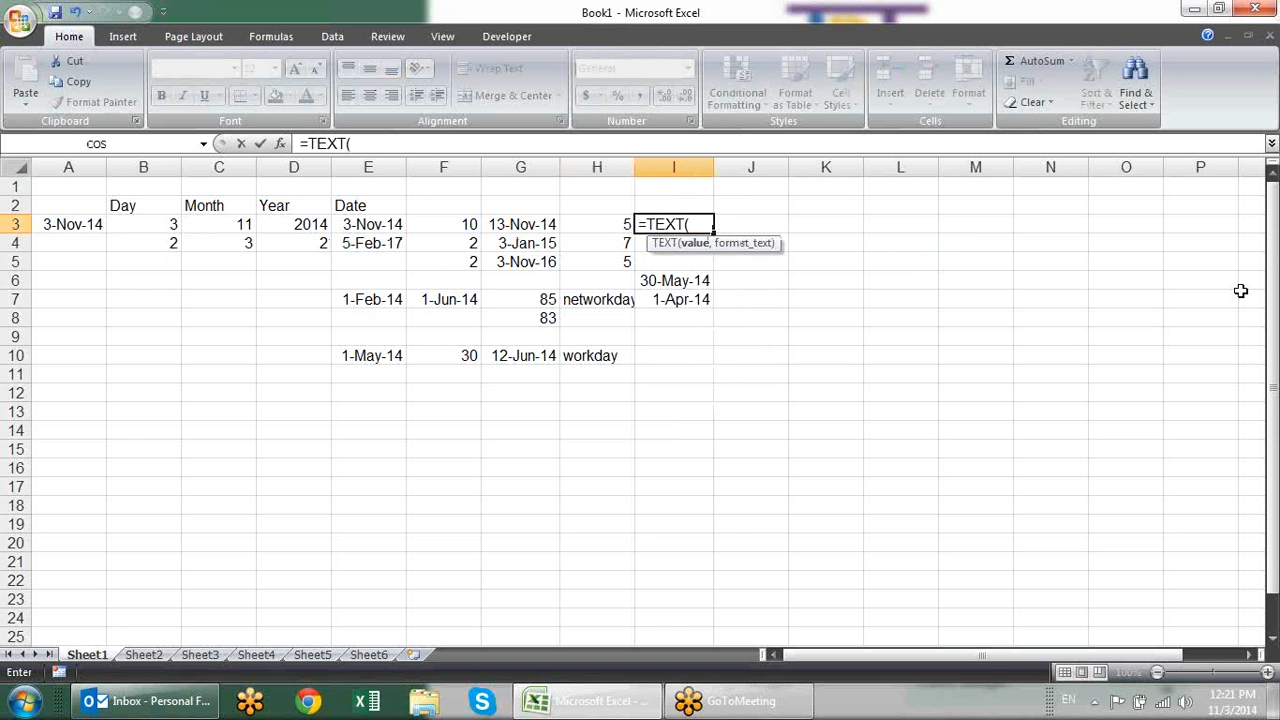 Book1 - Microsoft Excel
Home Insert Page Layout Formulas Data Review View Developer
Cut
Copy
Format Painter
Paste
Clipboard
12
Font
Wrap Text
Merge & Center
Alignment
General
Number
Conditional Formatting
Format as Table
Cell Styles
Styles
Insert Delete Format
Cells
AutoSum
Fill
Clear
Sort & Filter
Find & Select
Editing
COS =TEXT(
A B C D E F G H I J K L M N O P
1
2 Day Month Year Date
3 3-Nov-14 3 11 2014 3-Nov-14 10 13-Nov-14 5 =TEXT(
4 2 3 2 5-Feb-17 2 3-Jan-15 7 TEXT(value, format_text)
5 2 3-Nov-16 5
6 30-May-14
7 1-Feb-14 1-Jun-14 85 networkday 1-Apr-14
8 83
9
10 1-May-14 30 12-Jun-14 workday
11
12
13
14
15
16
17
18
19
20
21
22
23
24
25
Sheet1 Sheet2 Sheet3 Sheet4 Sheet5 Sheet6
Enter 100%
Inbox - Personal F... Microsoft Excel - ... GoToMeeting EN 12:21 PM
11/3/2014